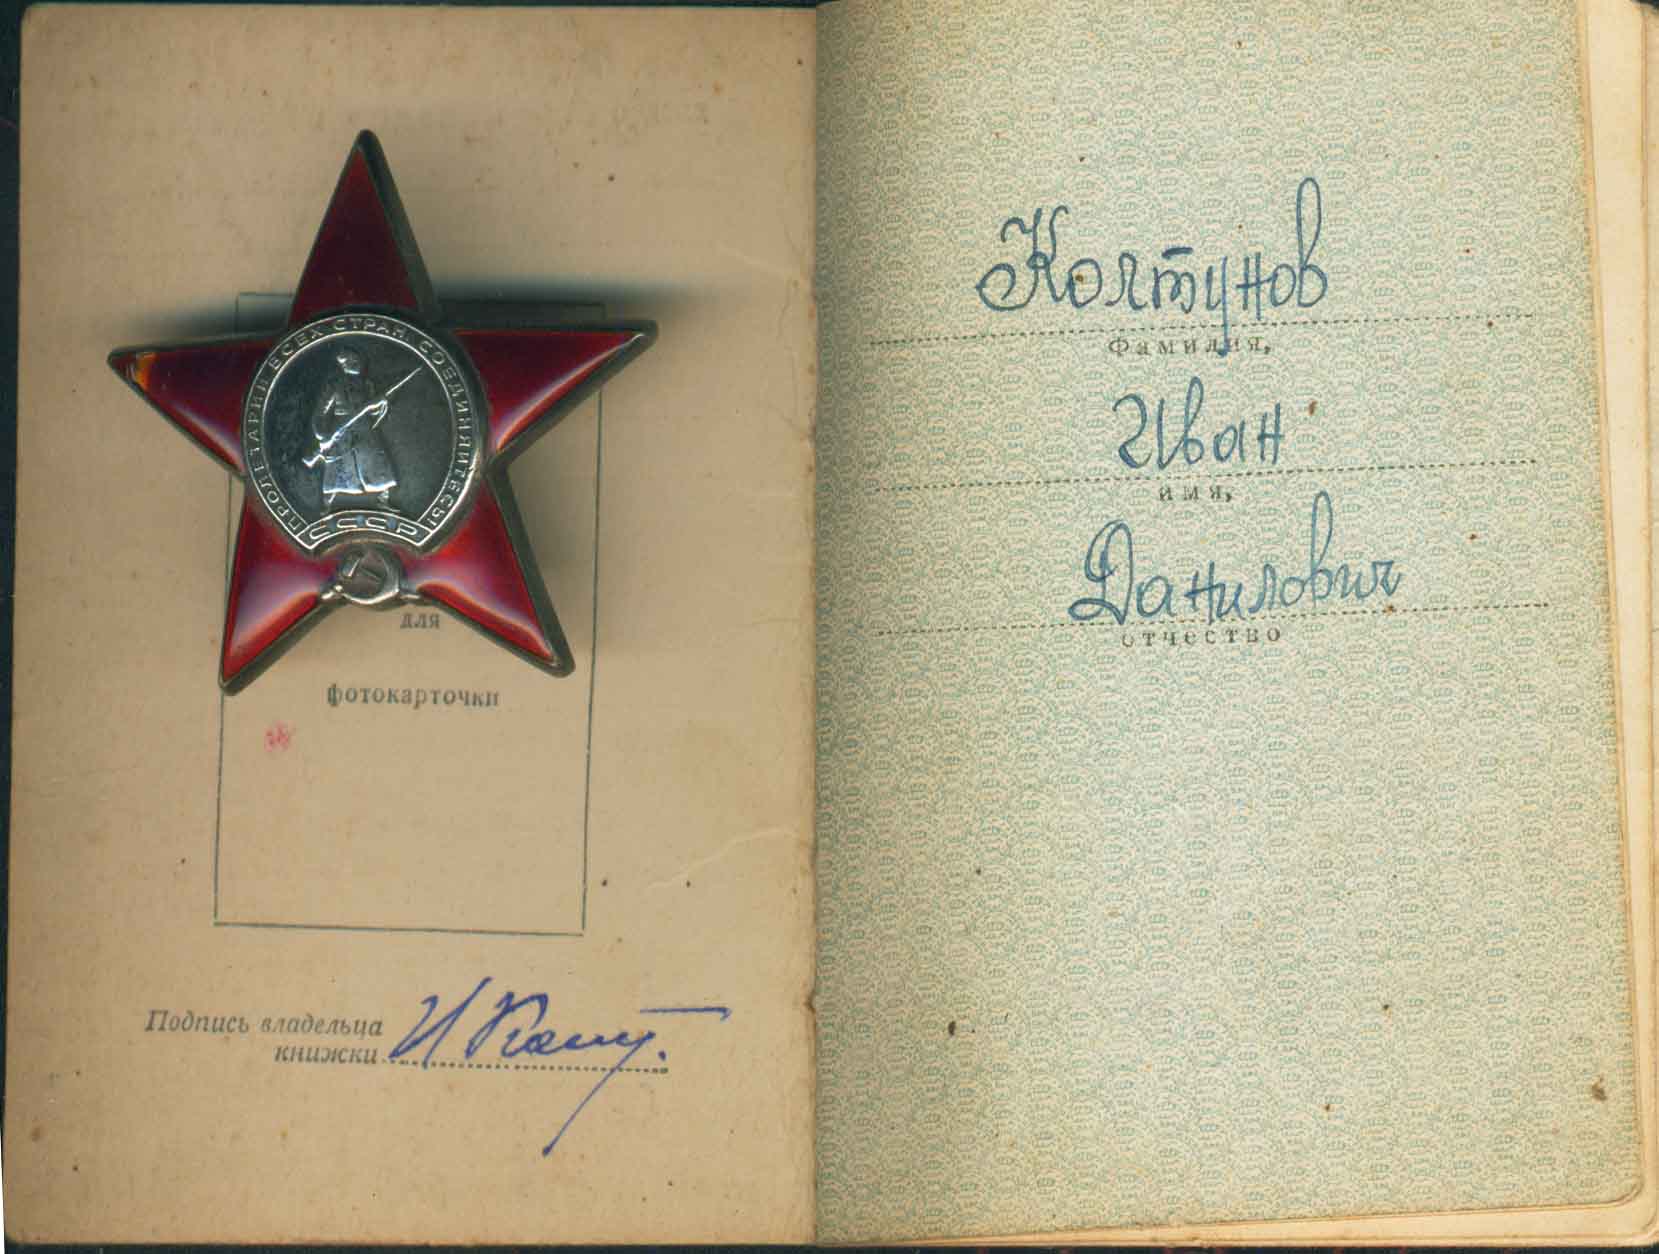 ПРОЛЕТАРИИ ВСЕХ СТРАН, СОЕДИНЯЙТЕСЬ!
СССР
для
фотокарточки
Подпись владельца
книжки
Колтунов
Фамилия,
Иван
имя,
Данилович
отчество